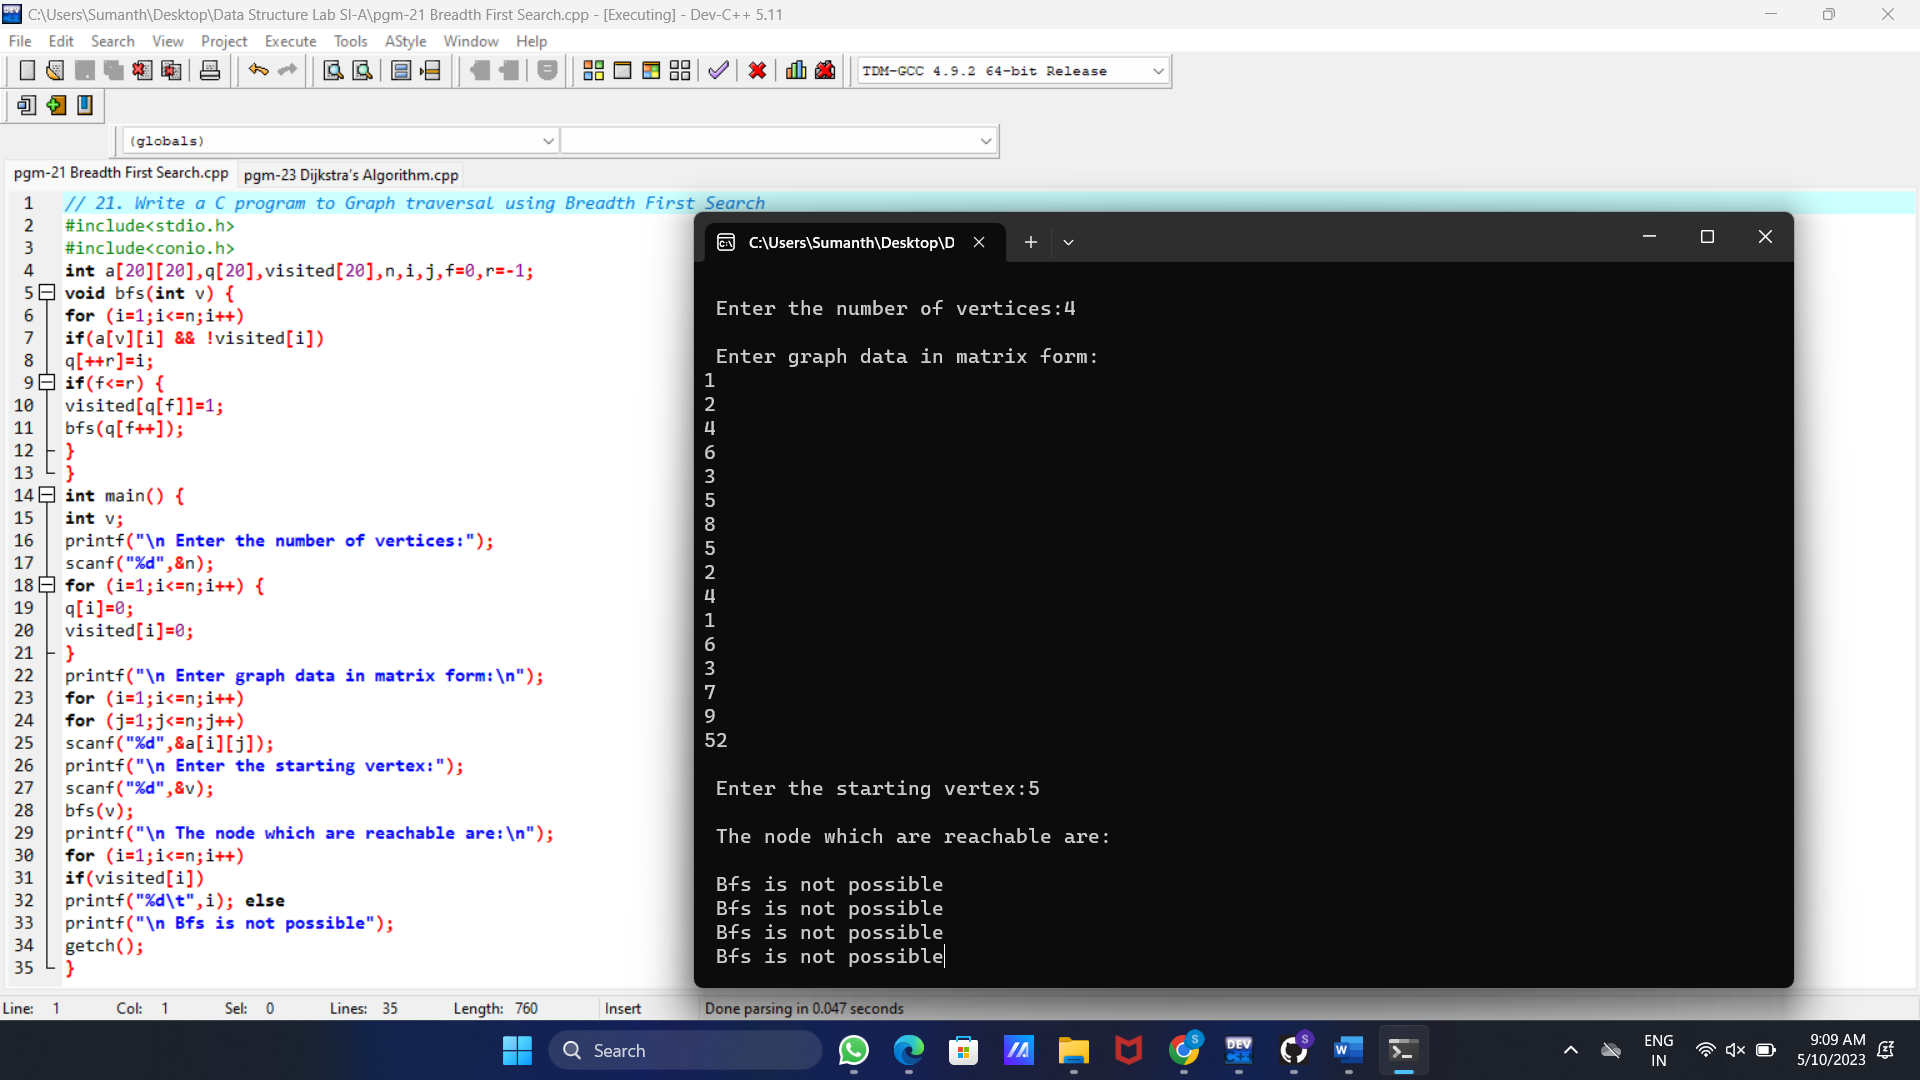 C:\Users\Sumanth\Desktop\Data Structure Lab SI-A\pgm-21 Breadth First Search.cpp - [Executing] - Dev-C++ 5.11
File Edit Search View Project Execute Tools AStyle Window Help
TDM-GCC 4.9.2 64-bit Release
(globals)
pgm-21 Breadth First Search.cpp pgm-23 Dijkstra's Algorithm.cpp
1 // 21. Write a C program to Graph traversal using Breadth First Search
2 #include<stdio.h>
3 #include<conio.h>
4 int a[20][20],q[20],visited[20],n,i,j,f=0,r=-1;
5 void bfs(int v) {
6 for (i=1;i<=n;i++)
7 if(a[v][i] && !visited[i])
8 q[++r]=i;
9 if(f<=r) {
10 visited[q[f]]=1;
11 bfs(q[f++]);
12 }
13 }
14 int main() {
15 int v;
16 printf("\n Enter the number of vertices:");
17 scanf("%d",&n);
18 for (i=1;i<=n;i++) {
19 q[i]=0;
20 visited[i]=0;
21 }
22 printf("\n Enter graph data in matrix form:\n");
23 for (i=1;i<=n;i++)
24 for (j=1;j<=n;j++)
25 scanf("%d",&a[i][j]);
26 printf("\n Enter the starting vertex:");
27 scanf("%d",&v);
28 bfs(v);
29 printf("\n The node which are reachable are:\n");
30 for (i=1;i<=n;i++)
31 if(visited[i])
32 printf("%d\t",i); else
33 printf("\n Bfs is not possible");
34 getch();
35 }
C:\Users\Sumanth\Desktop\D
Enter the number of vertices:4
Enter graph data in matrix form:
1
2
4
6
3
5
8
5
2
4
1
6
3
7
9
52
Enter the starting vertex:5
The node which are reachable are:
Bfs is not possible
Bfs is not possible
Bfs is not possible
Bfs is not possible
Line: 1 Col: 1 Sel: 0 Lines: 35 Length: 760 Insert Done parsing in 0.047 seconds
Search
ENG
IN
9:09 AM
5/10/2023